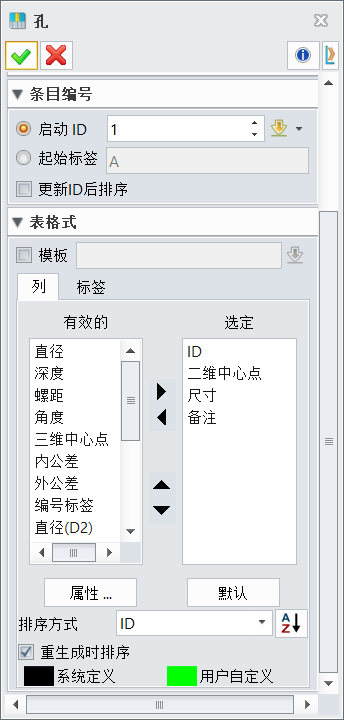 孔
条目编号
启动 ID 1
起始标签 A
更新ID后排序
表格式
模板
列 标签
有效的 选定
直径
深度
螺距
角度
三维中心点
内公差
外公差
编号标签
直径(D2)
ID
二维中心点
尺寸
备注
属性 ... 默认
排序方式 ID A Z
重生成时排序
系统定义 用户自定义